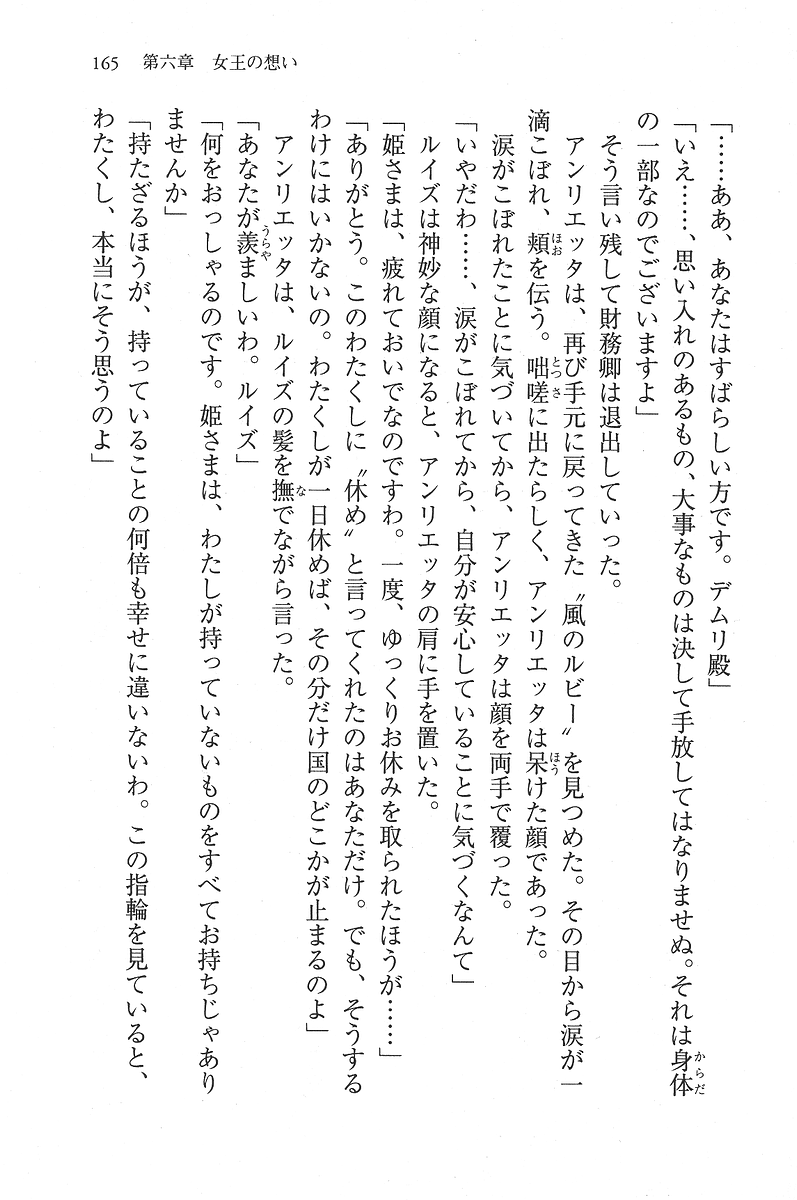 165　第六章　女王の想い
「……ああ、あなたはすばらしい方です。デムリ殿」
「いえ……、思い入れのあるもの、大事なものは決して手放してはなりませぬ。それは身体
の一部なのでございますよ」
　そう言い残して財務卿は退出していった。
　アンリエッタは、再び手元に戻ってきた〝風のルビー〟を見つめた。その目から涙が一
滴こぼれ、頬を伝う。咄嗟に出たらしく、アンリエッタは呆けた顔であった。
　涙がこぼれたことに気づいてから、アンリエッタは顔を両手で覆った。
「いやだわ……、涙がこぼれてから、自分が安心していることに気づくなんて」
　ルイズは神妙な顔になると、アンリエッタの肩に手を置いた。
「姫さまは、疲れておいでなのですわ。一度、ゆっくりお休みを取られたほうが……」
「ありがとう。このわたくしに〝休め〟と言ってくれたのはあなただけ。でも、そうする
わけにはいかないの。わたくしが一日休めば、その分だけ国のどこかが止まるのよ」
　アンリエッタは、ルイズの髪を撫でながら言った。
「あなたが羨ましいわ。ルイズ」
「何をおっしゃるのです。姫さまは、わたしが持っていないものをすべてお持ちじゃあり
ませんか」
「持たざるほうが、持っていることの何倍も幸せに違いないわ。この指輪を見ていると、
わたくし、本当にそう思うのよ」